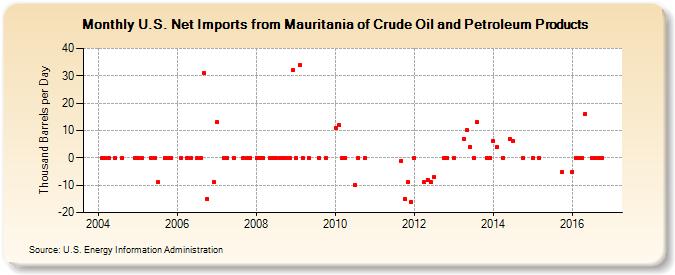 Monthly U.S. Net Imports from Mauritania of Crude Oil and Petroleum Products
Thousand Barrels per Day
40
30
20
10
0
-10
-20
2004 2006 2008 2010 2012 2014 2016
Source: U.S. Energy Information Administration